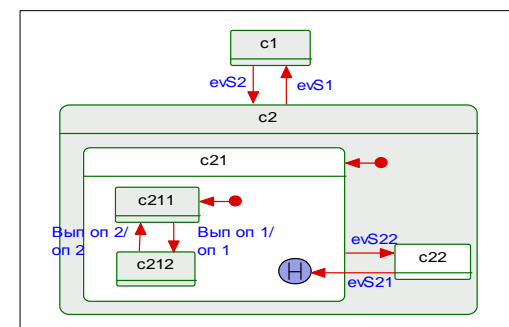 c1
evS2
evS1
c2
c21
c211
Вып оп 2/
оп 2
Вып оп 1/
оп 1
c212
H
evS22
c22
evS21